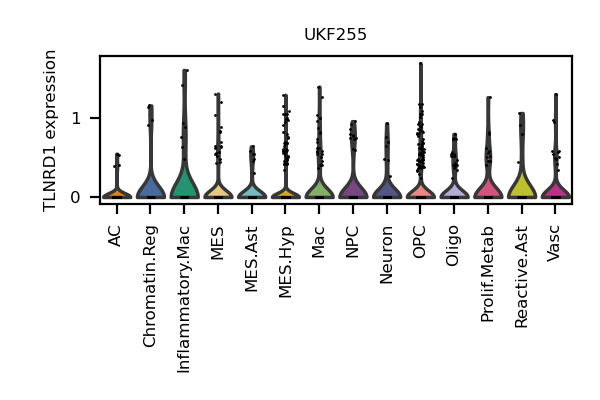 UKF255
TLNRD1 expression
1
0
AC
Chromatin.Reg
Inflammatory.Mac
MES
MES.Ast
MES.Hyp
Mac
NPC
Neuron
OPC
Oligo
Prolif.Metab
Reactive.Ast
Vasc